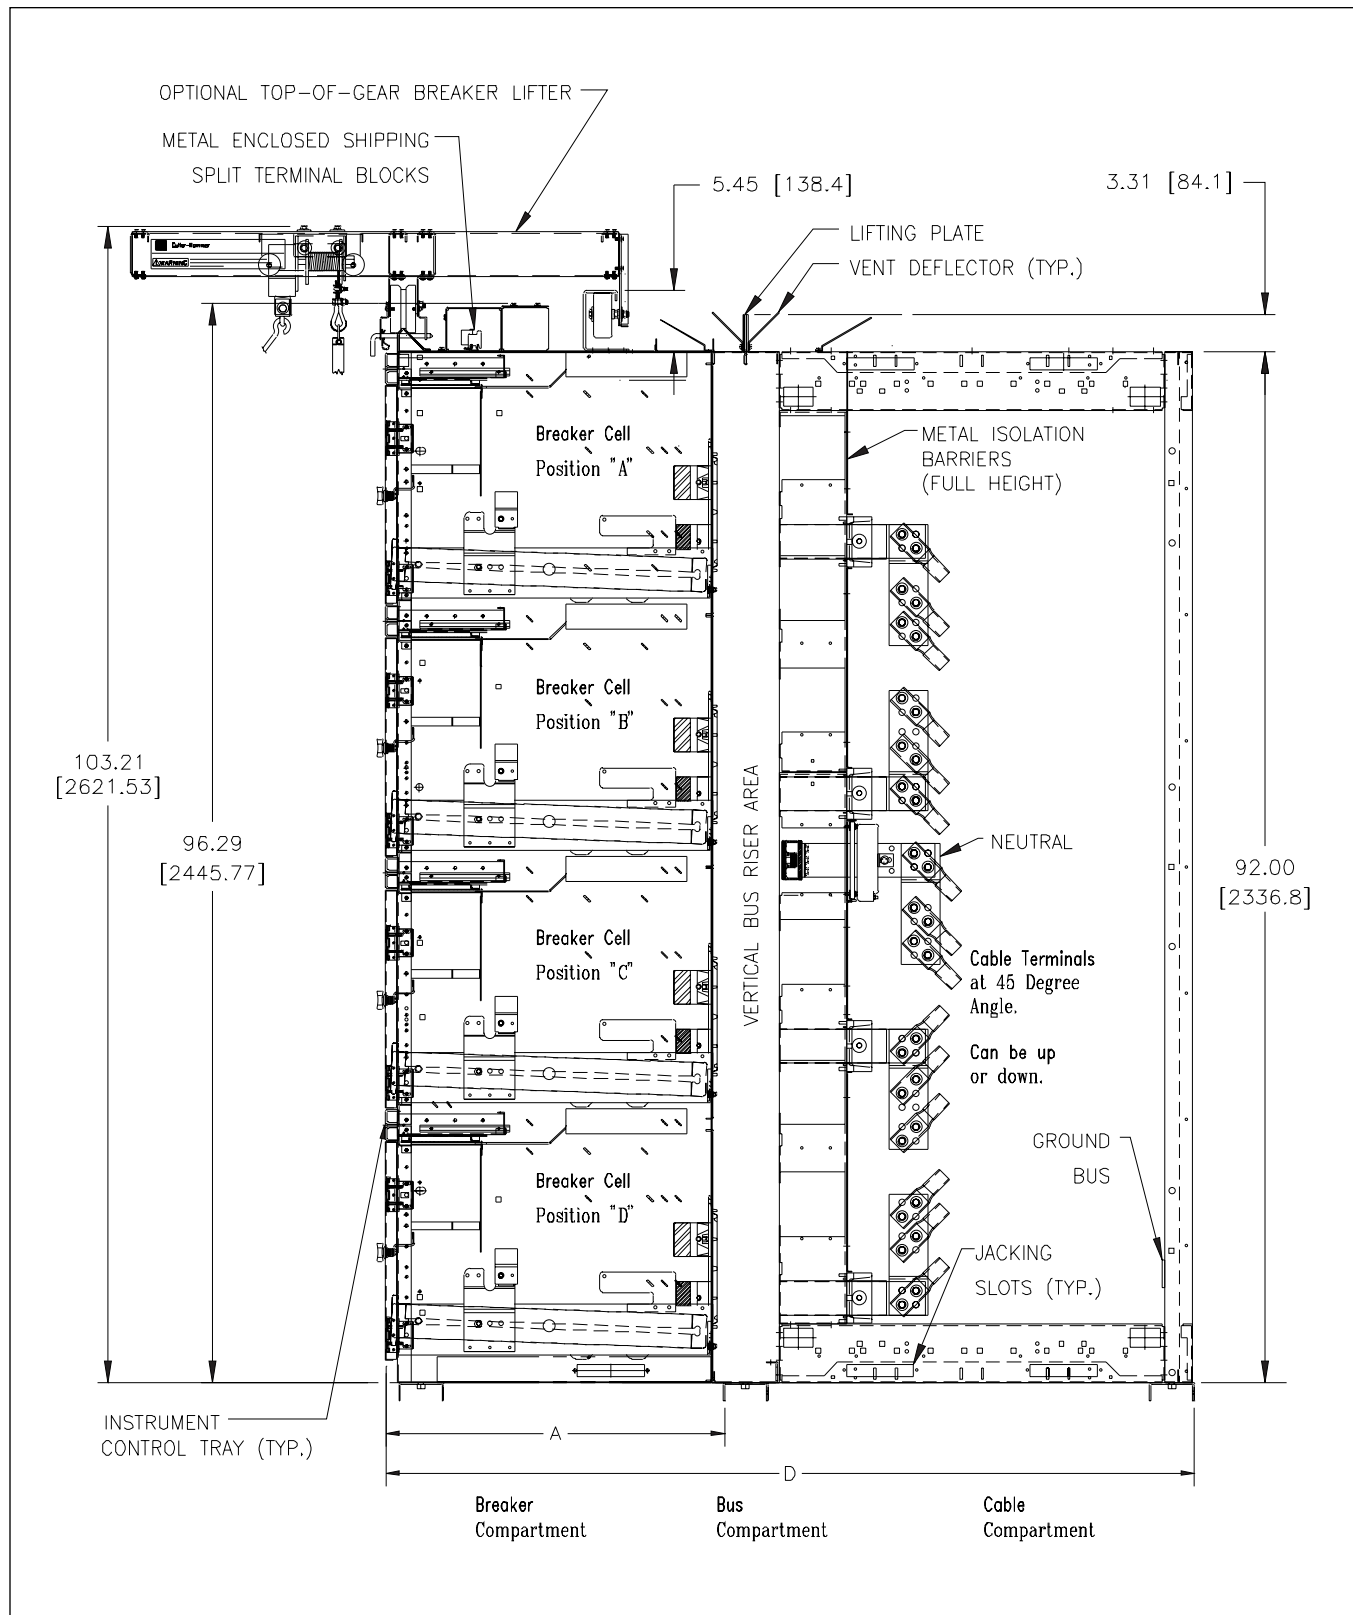 OPTIONAL TOP-OF-GEAR BREAKER LIFTER
METAL ENCLOSED SHIPPING
SPLIT TERMINAL BLOCKS
5.45 [138.4]
3.31 [84.1]
LIFTING PLATE
VENT DEFLECTOR (TYP.)
Cutler-Hammer
WARNING
METAL ISOLATION
BARRIERS
(FULL HEIGHT)
Breaker Cell
Position "A"
Breaker Cell
Position "B"
103.21
[2621.53]
96.29
[2445.77]
VERTICAL BUS RISER AREA
NEUTRAL
92.00
[2336.8]
Breaker Cell
Position "C"
Cable Terminals
at 45 Degree
Angle.
Can be up
or down.
GROUND
BUS
Breaker Cell
Position "D"
JACKING
SLOTS (TYP.)
INSTRUMENT
CONTROL TRAY (TYP.)
A
D
Breaker
Compartment
Bus
Compartment
Cable
Compartment